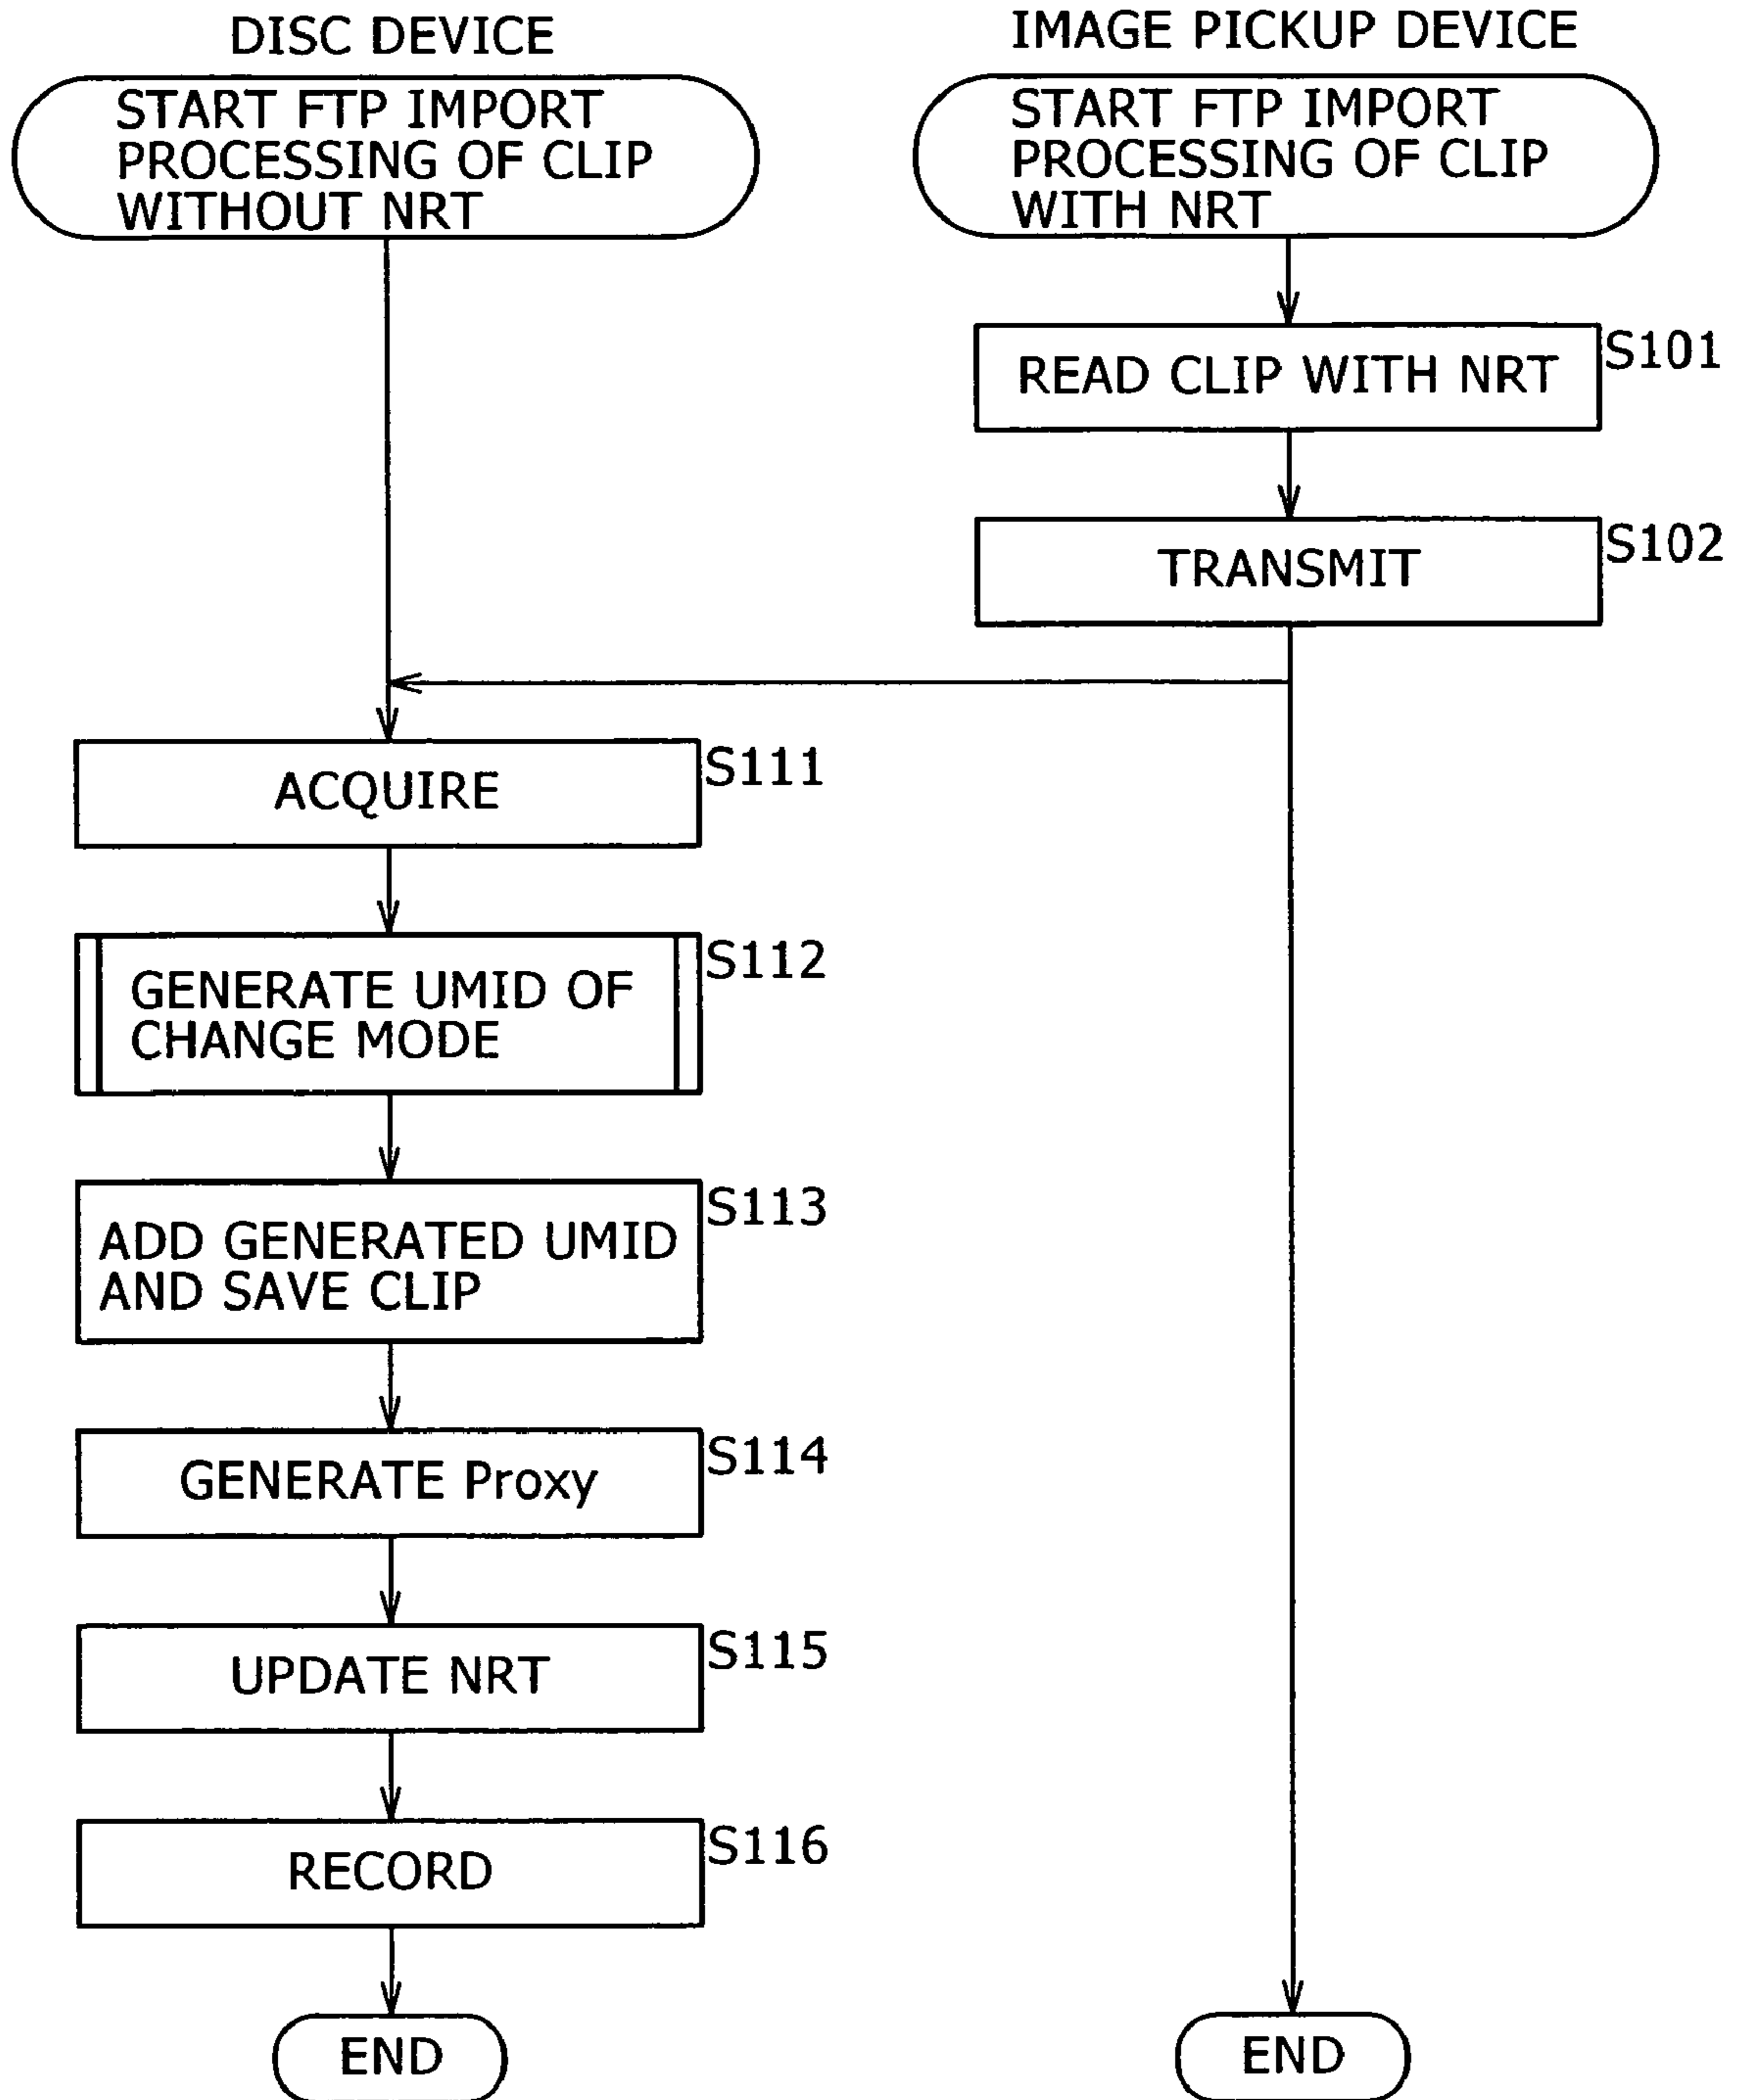 DISC DEVICE
START FTP IMPORT
PROCESSING OF CLIP
WITHOUT NRT
IMAGE PICKUP DEVICE
START FTP IMPORT
PROCESSING OF CLIP
WITH NRT
READ CLIP WITH NRT
S101
TRANSMIT
S102
ACQUIRE
S111
GENERATE UMID OF
CHANGE MODE
S112
ADD GENERATED UMID
AND SAVE CLIP
S113
GENERATE Proxy
S114
UPDATE NRT
S115
RECORD
S116
END
END